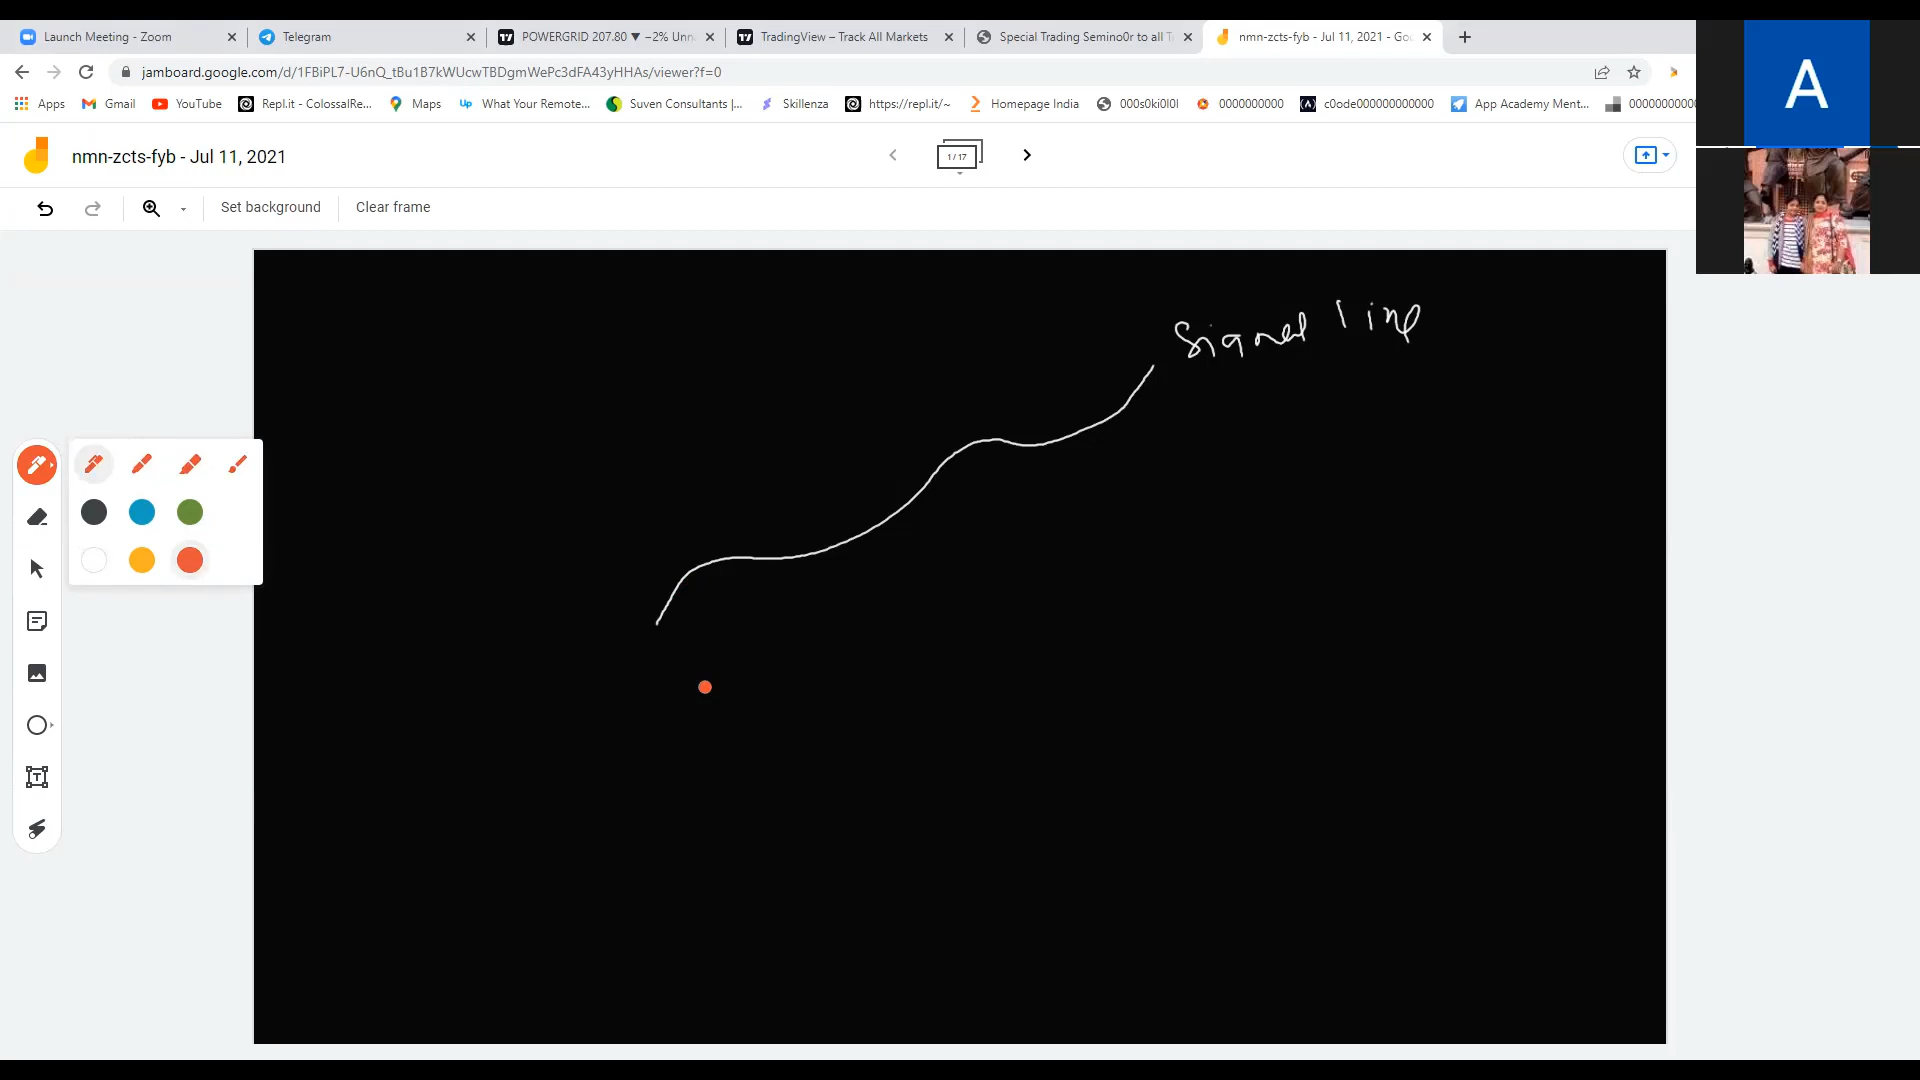 Launch Meeting - Zoom
Telegram
POWERGRID 207.80 ▼ −2% Unn
TradingView – Track All Markets
Special Trading Semino0r to all T
nmn-zcts-fyb - Jul 11, 2021 - Goo
jamboard.google.com/d/1FBiPL7-U6nQ_tBu1B7kWUcwTBDgmWePc3dFA43yHHAs/viewer?f=0
Apps
Gmail
YouTube
Repl.it - ColossalRe...
Maps
Up What Your Remote...
Suven Consultants |...
Skillenza
https://repl.it/~
Homepage India
000s0ki0l0l
0000000000
c0ode000000000000
App Academy Ment...
0000000000
nmn-zcts-fyb - Jul 11, 2021
1 / 17
Set background
Clear frame
Signal line
A